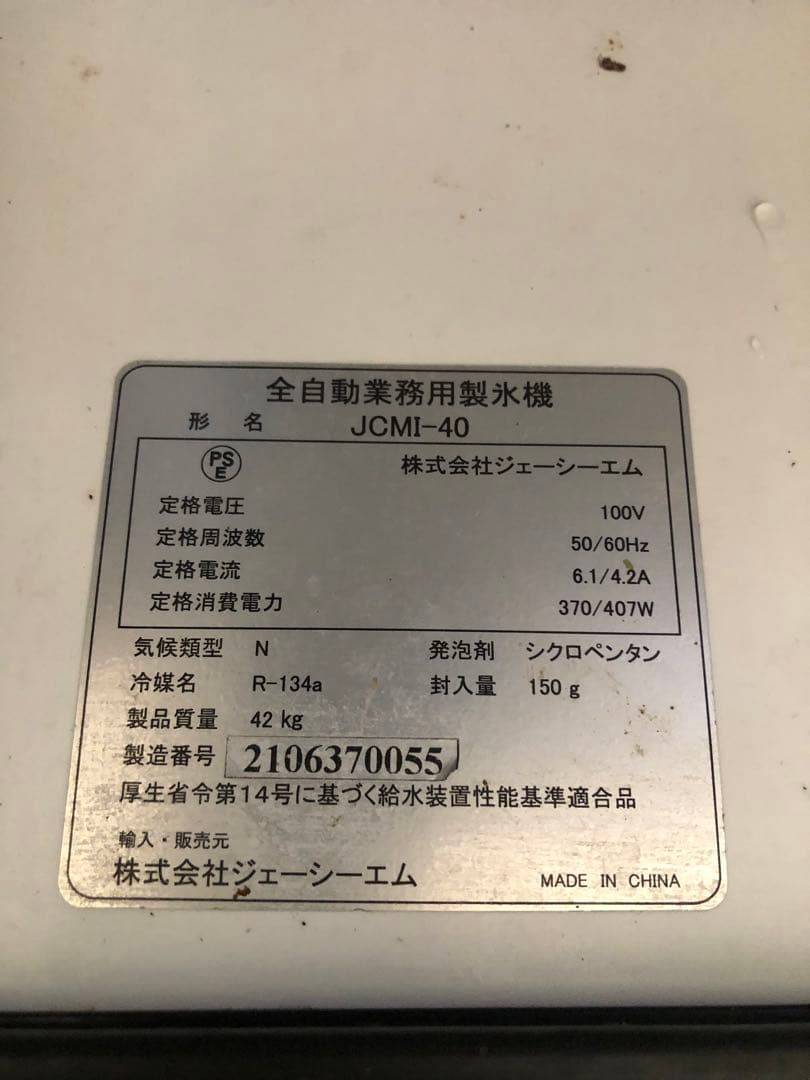 全自動業務用製氷機
形 名 JCMI-40
PSE 株式会社ジェーシーエム
定格電圧 100V
定格周波数 50/60Hz
定格電流 6.1/4.2A
定格消費電力 370/407W
気候類型 N 発泡剤 シクロペンタン
冷媒名 R-134a 封入量 150g
製品質量 42kg
製造番号 2106370055
厚生省令第14号に基づく給水装置性能基準適合品
輸入・販売元
株式会社ジェーシーエム MADE IN CHINA